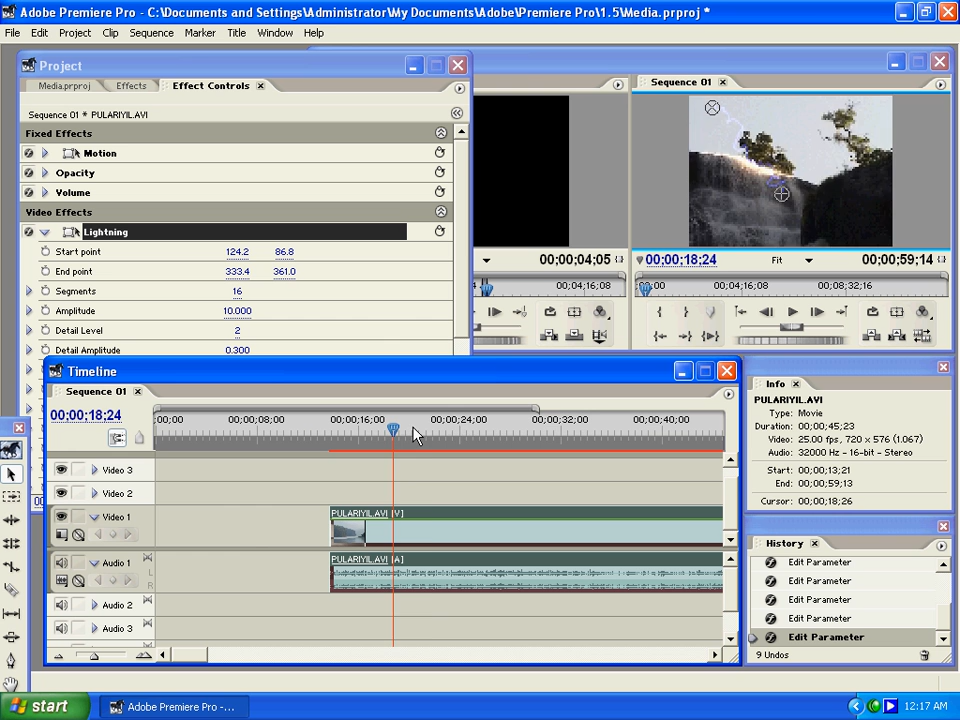 Adobe Premiere Pro - C:\Documents and Settings\Administrator\My Documents\Adobe\Premiere Pro\1.5\Media.prproj *
File Edit Project Clip Sequence Marker Title Window Help
Project
Media.prproj Effects Effect Controls
Sequence 01 * PULARIYIL.AVI
Fixed Effects
Motion
Opacity
Volume
Video Effects
Lightning
Start point 124.2 86.8
End point 333.4 361.0
Segments 16
Amplitude 10.000
Detail Level 2
Detail Amplitude 0.300
00;00;04;05
00;04;16;08
Sequence 01
00;00;18;24 Fit 00;00;59;14
00;00 00;04;16;08 00;08;32;16
Timeline
Sequence 01
00;00;18;24
;00;00 00;00;08;00 00;00;16;00 00;00;24;00 00;00;32;00 00;00;40;00
Video 3
Video 2
Video 1
PULARIYIL.AVI [V]
Audio 1
PULARIYIL.AVI [A]
L
R
Audio 2
Audio 3
Info
PULARIYIL.AVI
Type: Movie
Duration: 00;00;45;23
Video: 25.00 fps, 720 x 576 (1.067)
Audio: 32000 Hz - 16-bit - Stereo
Start: 00;00;13;21
End: 00;00;59;13
Cursor: 00;00;18;26
History
Edit Parameter
Edit Parameter
Edit Parameter
Edit Parameter
Edit Parameter
9 Undos
start
Adobe Premiere Pro -...
12:17 AM